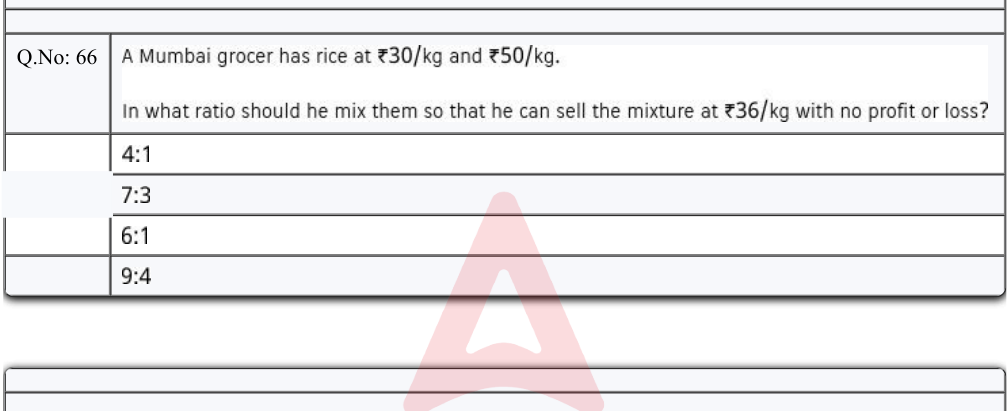 Q.No: 66
A Mumbai grocer has rice at ₹30/kg and ₹50/kg.
In what ratio should he mix them so that he can sell the mixture at ₹36/kg with no profit or loss?
4:1
7:3
6:1
9:4